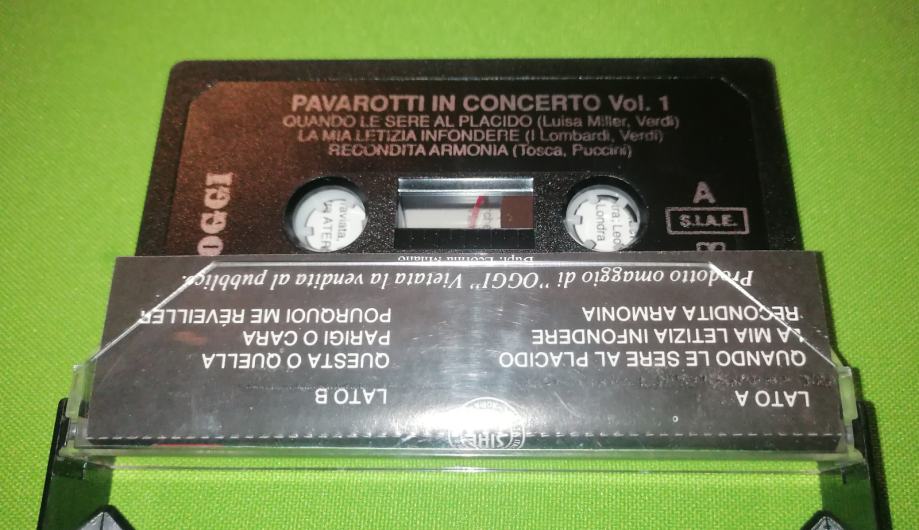 PAVAROTTI IN CONCERTO Vol. 1
QUANDO LE SERE AL PLACIDO (Luisa Miller, Verdi)
LA MIA LETIZIA INFONDERE (I Lombardi, Verdi)
RECONDITA ARMONIA (Tosca, Puccini)
OGGI
A
S.I.A.E.
Londra
raviata,
LATO A
QUANDO LE SERE AL PLACIDO
LA MIA LETIZIA INFONDERE
RECONDITA ARMONIA
LATO B
QUESTA O QUELLA
PARIGI O CARA
POURQUOI ME RÉVEILLER
Prodotto omaggio di "OGGI" Vietata la vendita al pubblico.